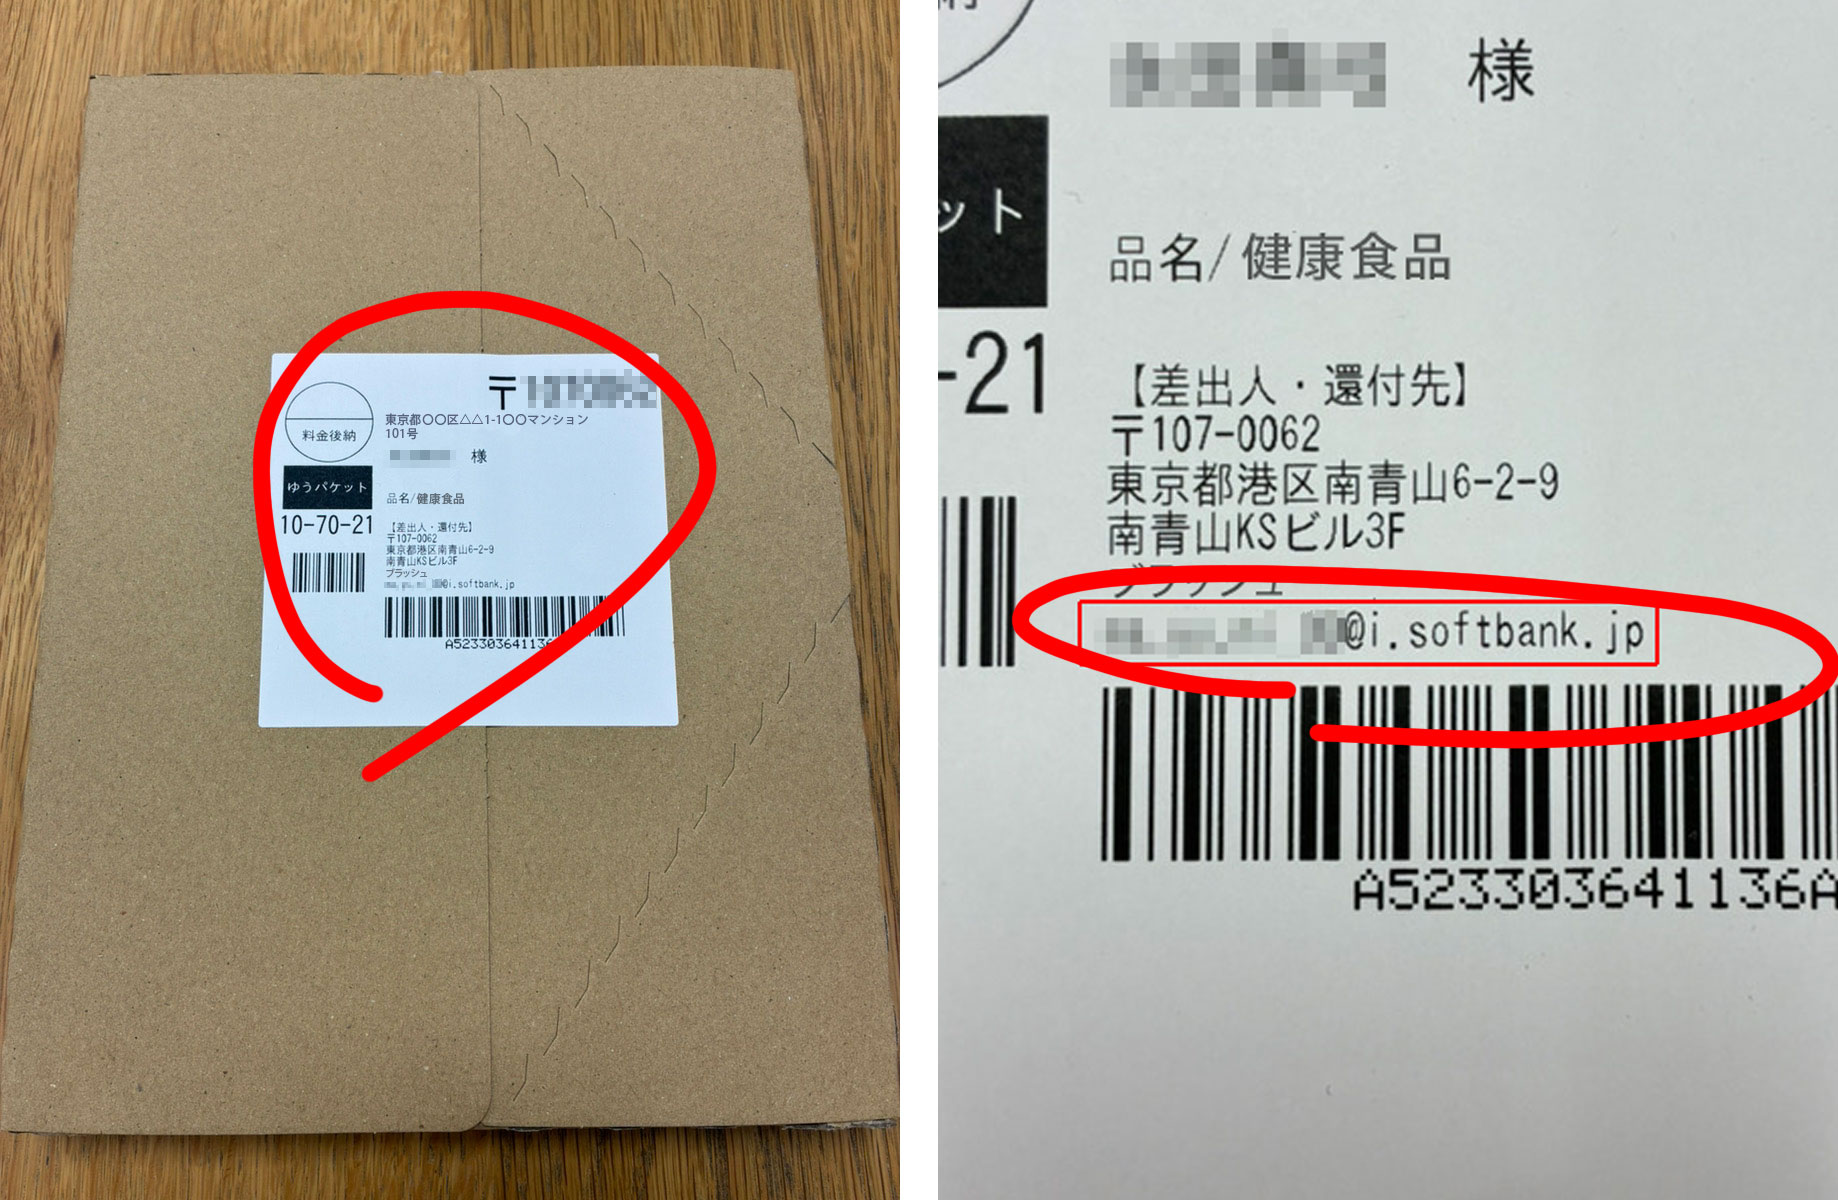 〒
東京都〇〇区△△1-1〇〇マンション
101号
様
料金後納
ゆうパケット
10-70-21
品名/健康食品
【差出人・還付先】
〒107-0062
東京都港区南青山6-2-9
南青山KSビル3F
ブラッシュ
@i.softbank.jp
A523303641136
様
ット
-21
品名/健康食品
【差出人・還付先】
〒107-0062
東京都港区南青山6-2-9
南青山KSビル3F
ブラッシュ
@i.softbank.jp
A523303641136A